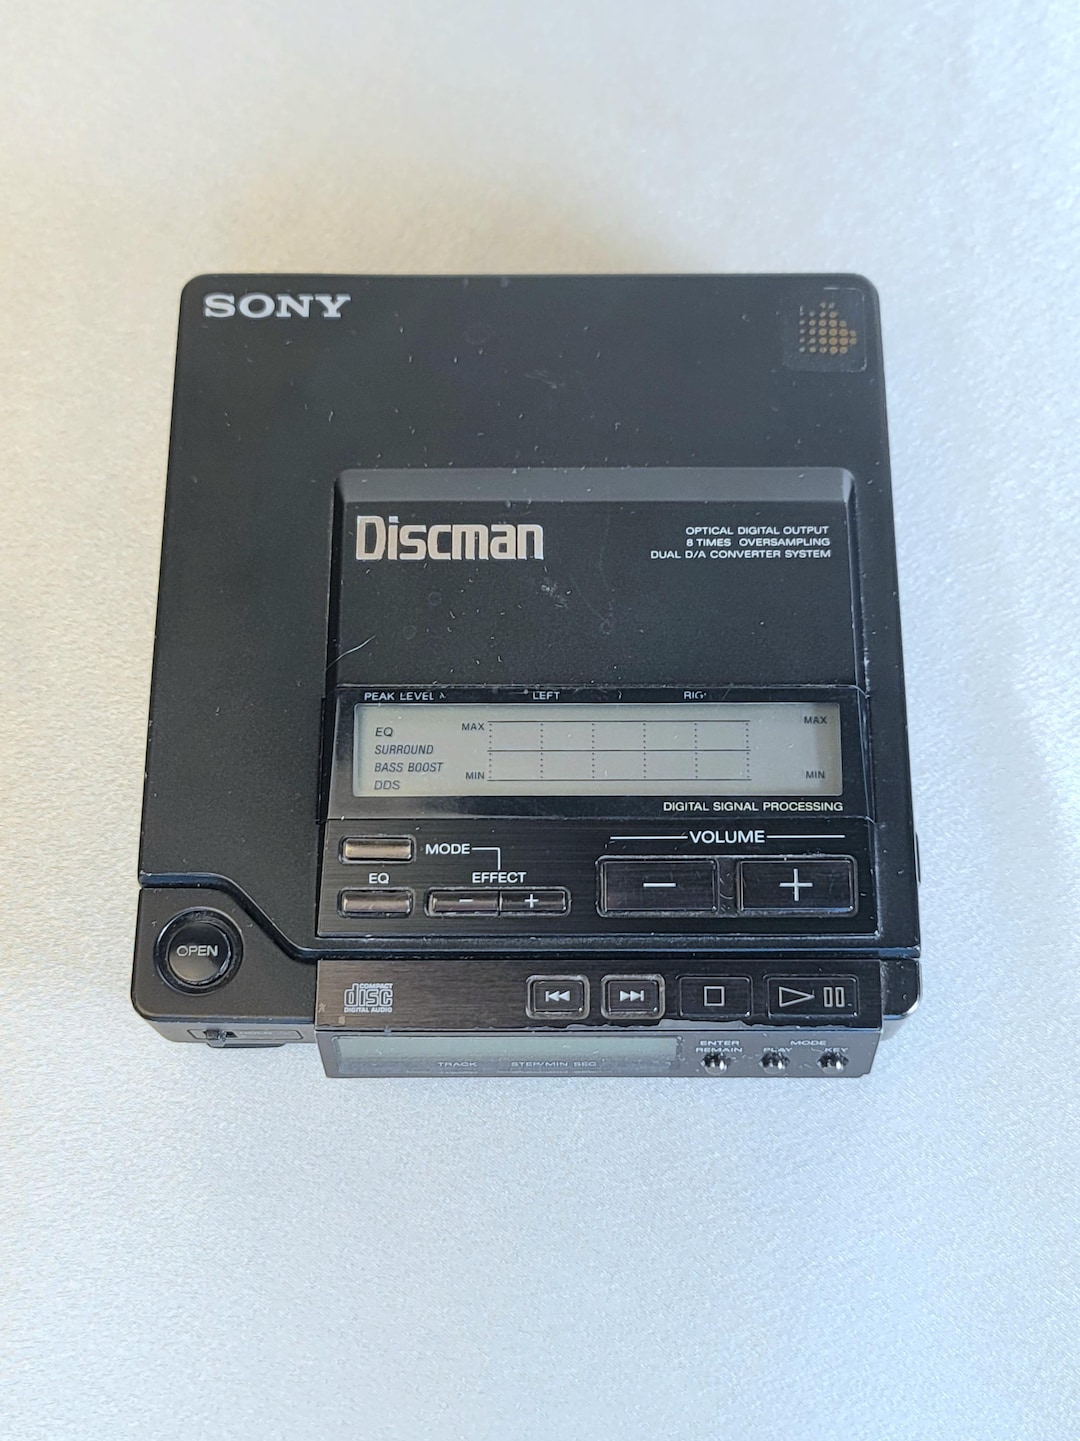 SONY
Discman
OPTICAL DIGITAL OUTPUT
8 TIMES OVERSAMPLING
DUAL D/A CONVERTER SYSTEM
PEAK LEVEL
LEFT
EQ
SURROUND
BASS BOOST
DDS
MAX
MIN
MAX
MIN
DIGITAL SIGNAL PROCESSING
MODE
EFFECT
EQ
− +
VOLUME
− +
OPEN
COMPACT
disc
DIGITAL AUDIO
TRACK STEP/MIN SEC
ENTER
REMAIN
MODE
PLAY KEY